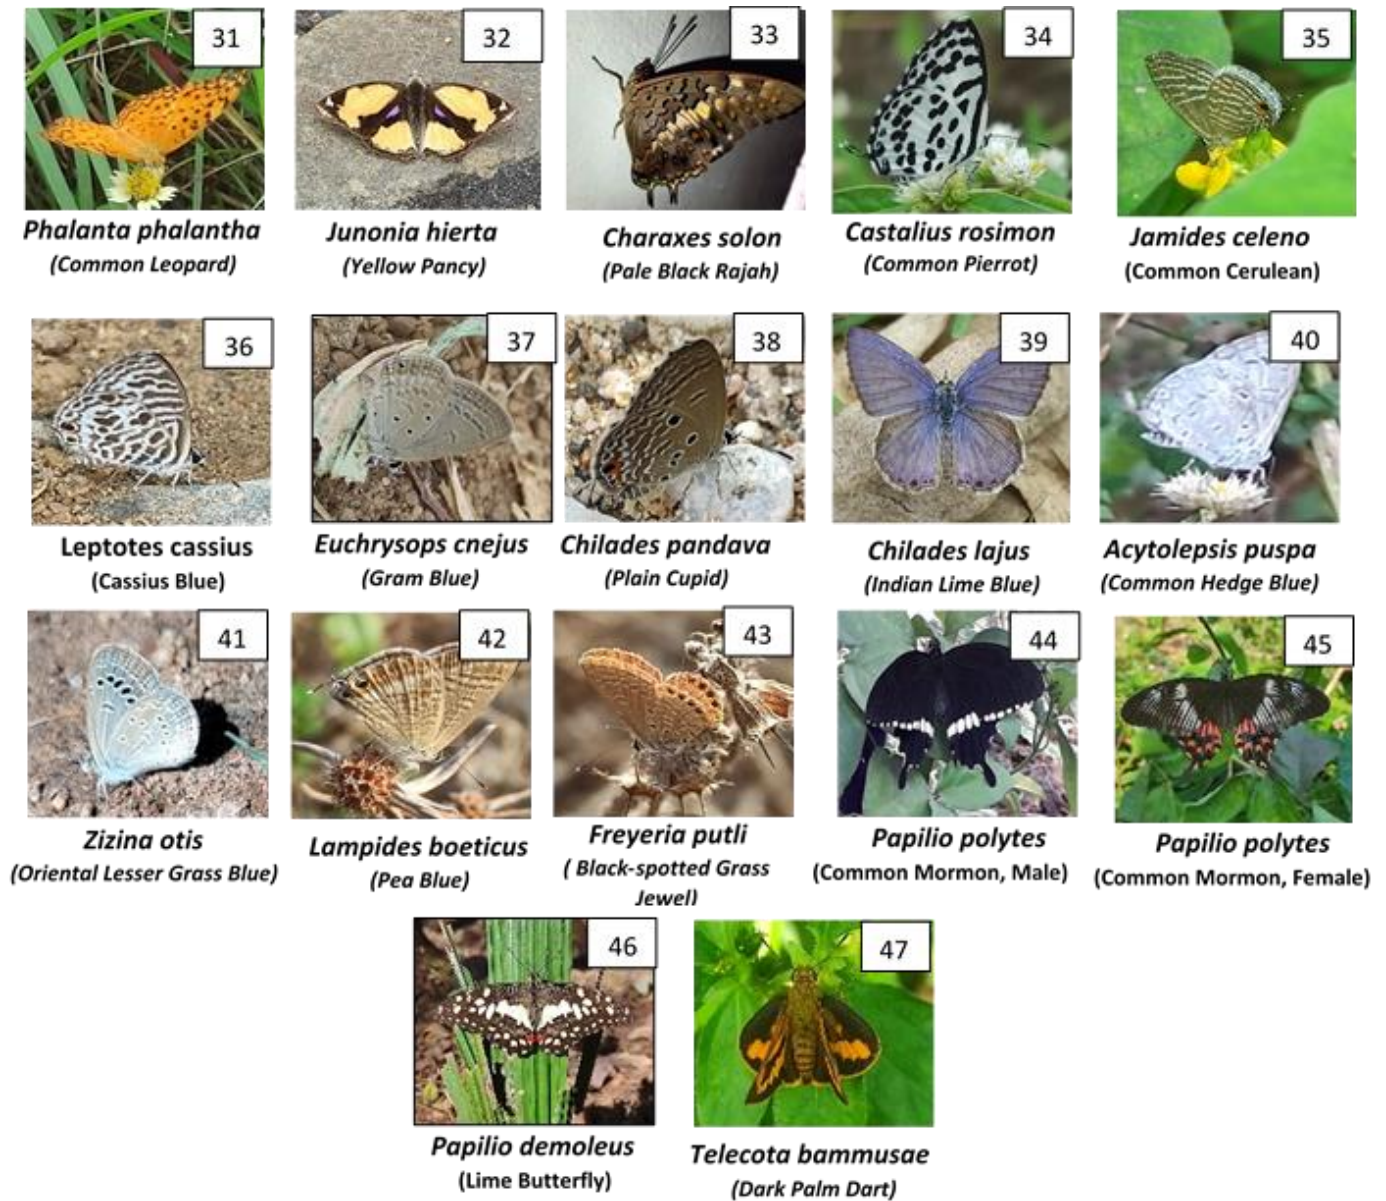 31
32
33
34
35
Phalanta phalantha
(Common Leopard)
Junonia hierta
(Yellow Pancy)
Charaxes solon
(Pale Black Rajah)
Castalius rosimon
(Common Pierrot)
Jamides celeno
(Common Cerulean)
36
37
38
39
40
Leptotes cassius
(Cassius Blue)
Euchrysops cnejus
(Gram Blue)
Chilades pandava
(Plain Cupid)
Chilades lajus
(Indian Lime Blue)
Acytolepsis puspa
(Common Hedge Blue)
41
42
43
44
45
Zizina otis
(Oriental Lesser Grass Blue)
Lampides boeticus
(Pea Blue)
Freyeria putli
( Black-spotted Grass
Jewel)
Papilio polytes
(Common Mormon, Male)
Papilio polytes
(Common Mormon, Female)
46
47
Papilio demoleus
(Lime Butterfly)
Telecota bammusae
(Dark Palm Dart)